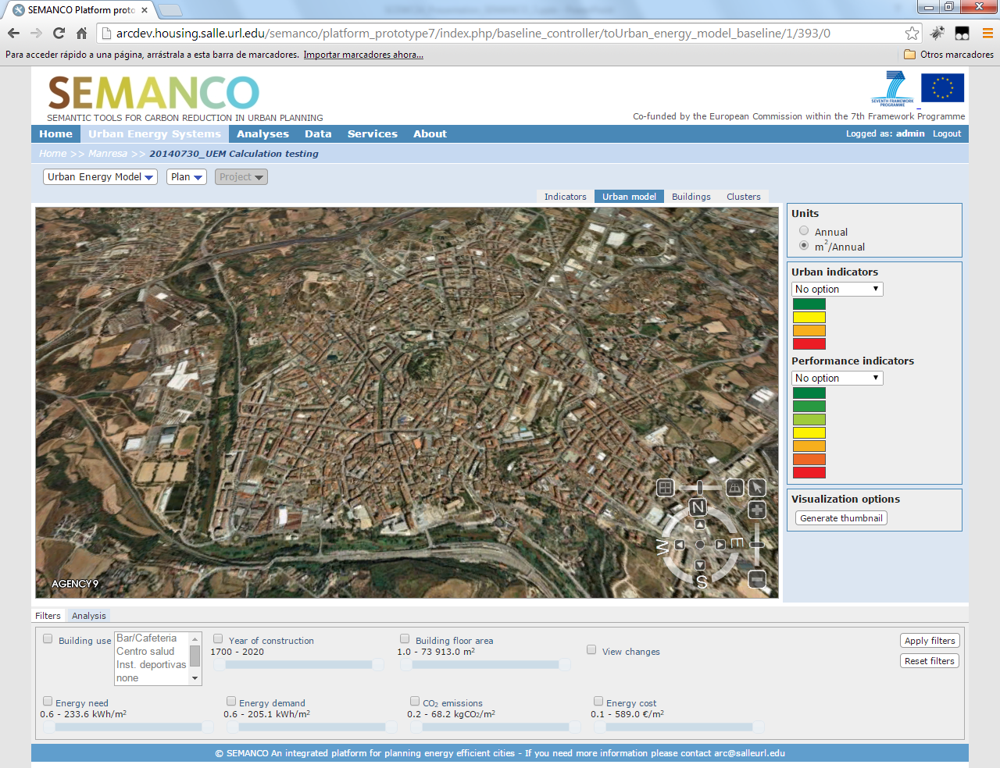 SEMANCO Platform proto
arcdev.housing.salle.url.edu/semanco/platform_prototype7/index.php/baseline_controller/toUrban_energy_model_baseline/1/393/0
Para acceder rápido a una página, arrástrala a esta barra de marcadores. Importar marcadores ahora...
Otros marcadores
SEMANCO
SEMANTIC TOOLS FOR CARBON REDUCTION IN URBAN PLANNING
SEVENTH FRAMEWORK
PROGRAMME
Co-funded by the European Commission within the 7th Framework Programme
Home Urban Energy Systems Analyses Data Services About
Logged as: admin Logout
Home >> Manresa >> 20140730_UEM Calculation testing
Urban Energy Model Plan Project
Indicators Urban model Buildings Clusters
Units
Annual
m²/Annual
Urban indicators
No option
Performance indicators
No option
Visualization options
Generate thumbnail
N
W
E
S
AGENCY9
Filters Analysis
Building use
Bar/Cafeteria
Centro salud
Inst. deportivas
none
Year of construction
1700 - 2020
Building floor area
1.0 - 73 913.0 m²
View changes
Apply filters
Reset filters
Energy need
0.6 - 233.6 kWh/m²
Energy demand
0.6 - 205.1 kWh/m²
CO₂ emissions
0.2 - 68.2 kgCO₂/m²
Energy cost
0.1 - 589.0 €/m²
© SEMANCO An integrated platform for planning energy efficient cities - If you need more information please contact arc@salleurl.edu